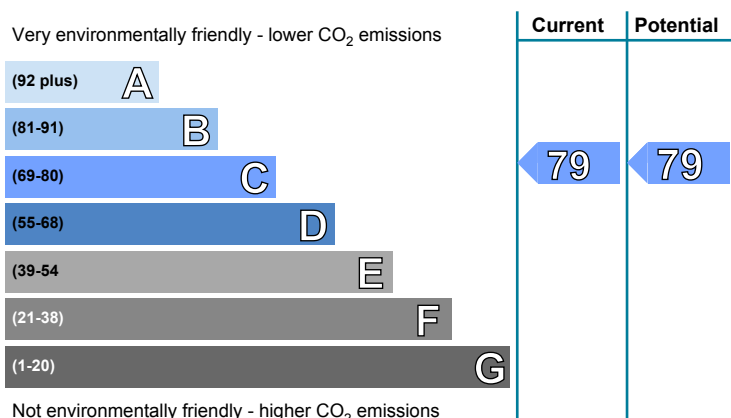 Very environmentally friendly - lower CO₂ emissions
Current
Potential
(92 plus) A
(81-91) B
(69-80) C
79
79
(55-68) D
(39-54 E
(21-38) F
(1-20) G
Not environmentally friendly - higher CO₂ emissions